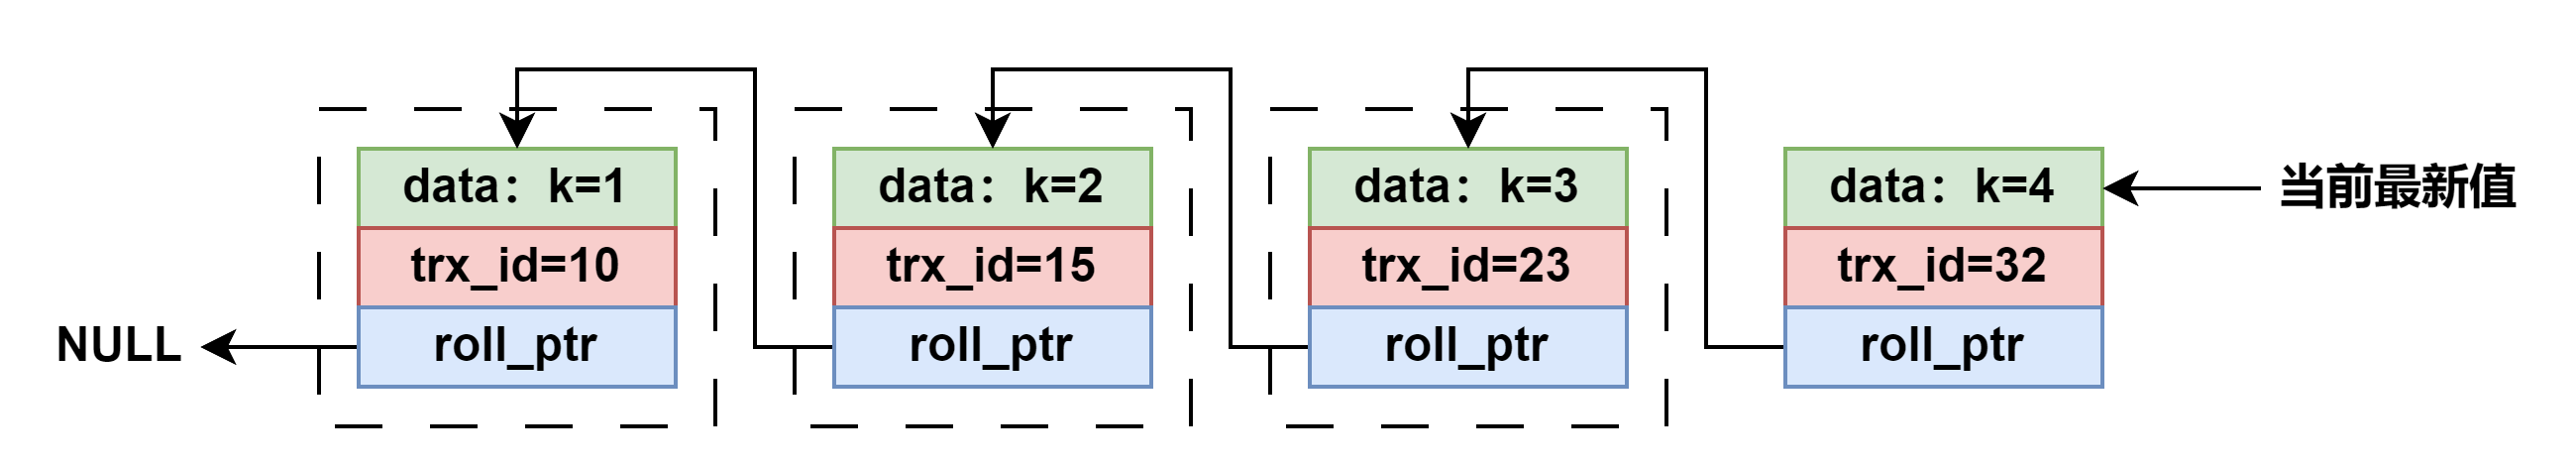 NULL
data：k=1
trx_id=10
roll_ptr
data：k=2
trx_id=15
roll_ptr
data：k=3
trx_id=23
roll_ptr
data：k=4
trx_id=32
roll_ptr
当前最新值